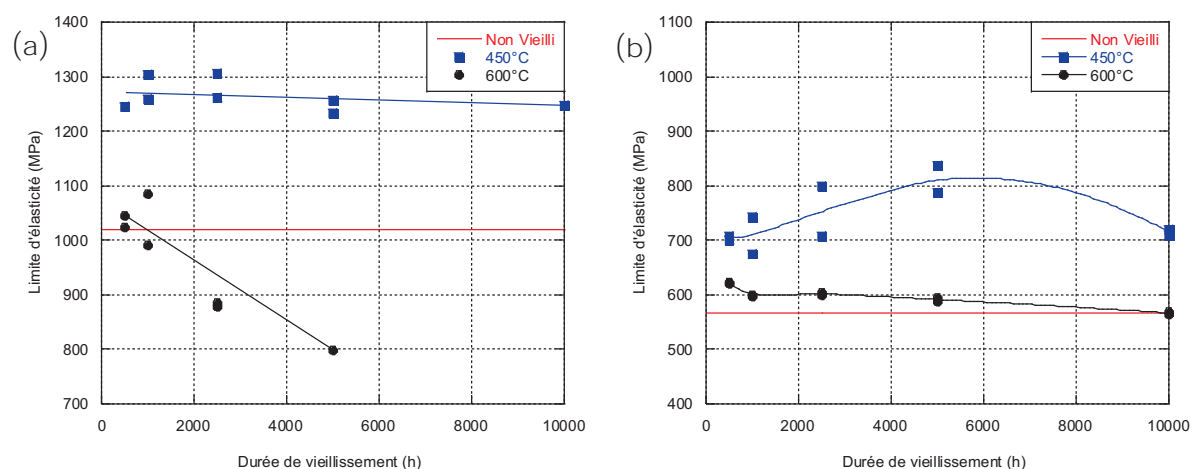 (a)
1400
1300
1200
1100
1000
900
800
700
Limite d'élasticité (MPa)
0
2000
4000
6000
8000
10000
Durée de vieillissement (h)
Non Vieilli
450°C
600°C
(b)
1100
1000
900
800
700
600
500
400
Limite d'élasticité (MPa)
0
2000
4000
6000
8000
10000
Durée de vieillissement (h)
Non Vieilli
450°C
600°C